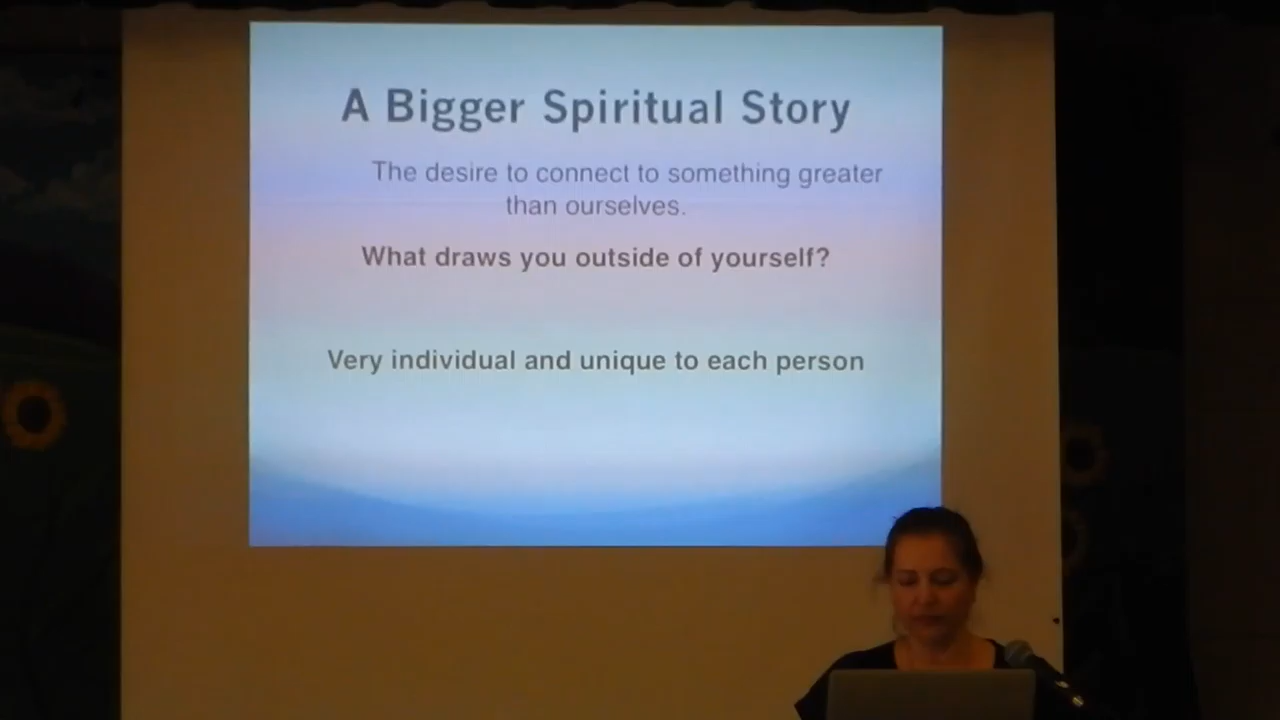 A Bigger Spiritual Story
The desire to connect to something greater
than ourselves.
What draws you outside of yourself?
Very individual and unique to each person